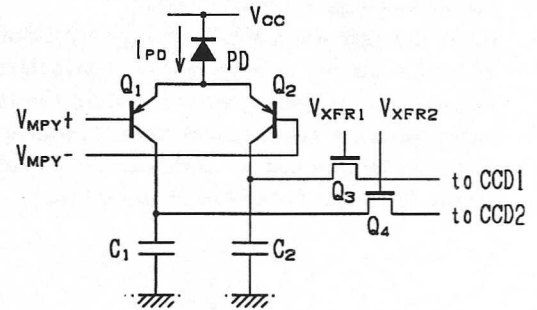 Vcc
IPD
PD
Q1
Q2
VMPY+
VMPY-
VXFR1
VXFR2
Q3
to CCD1
Q4
to CCD2
C1
C2